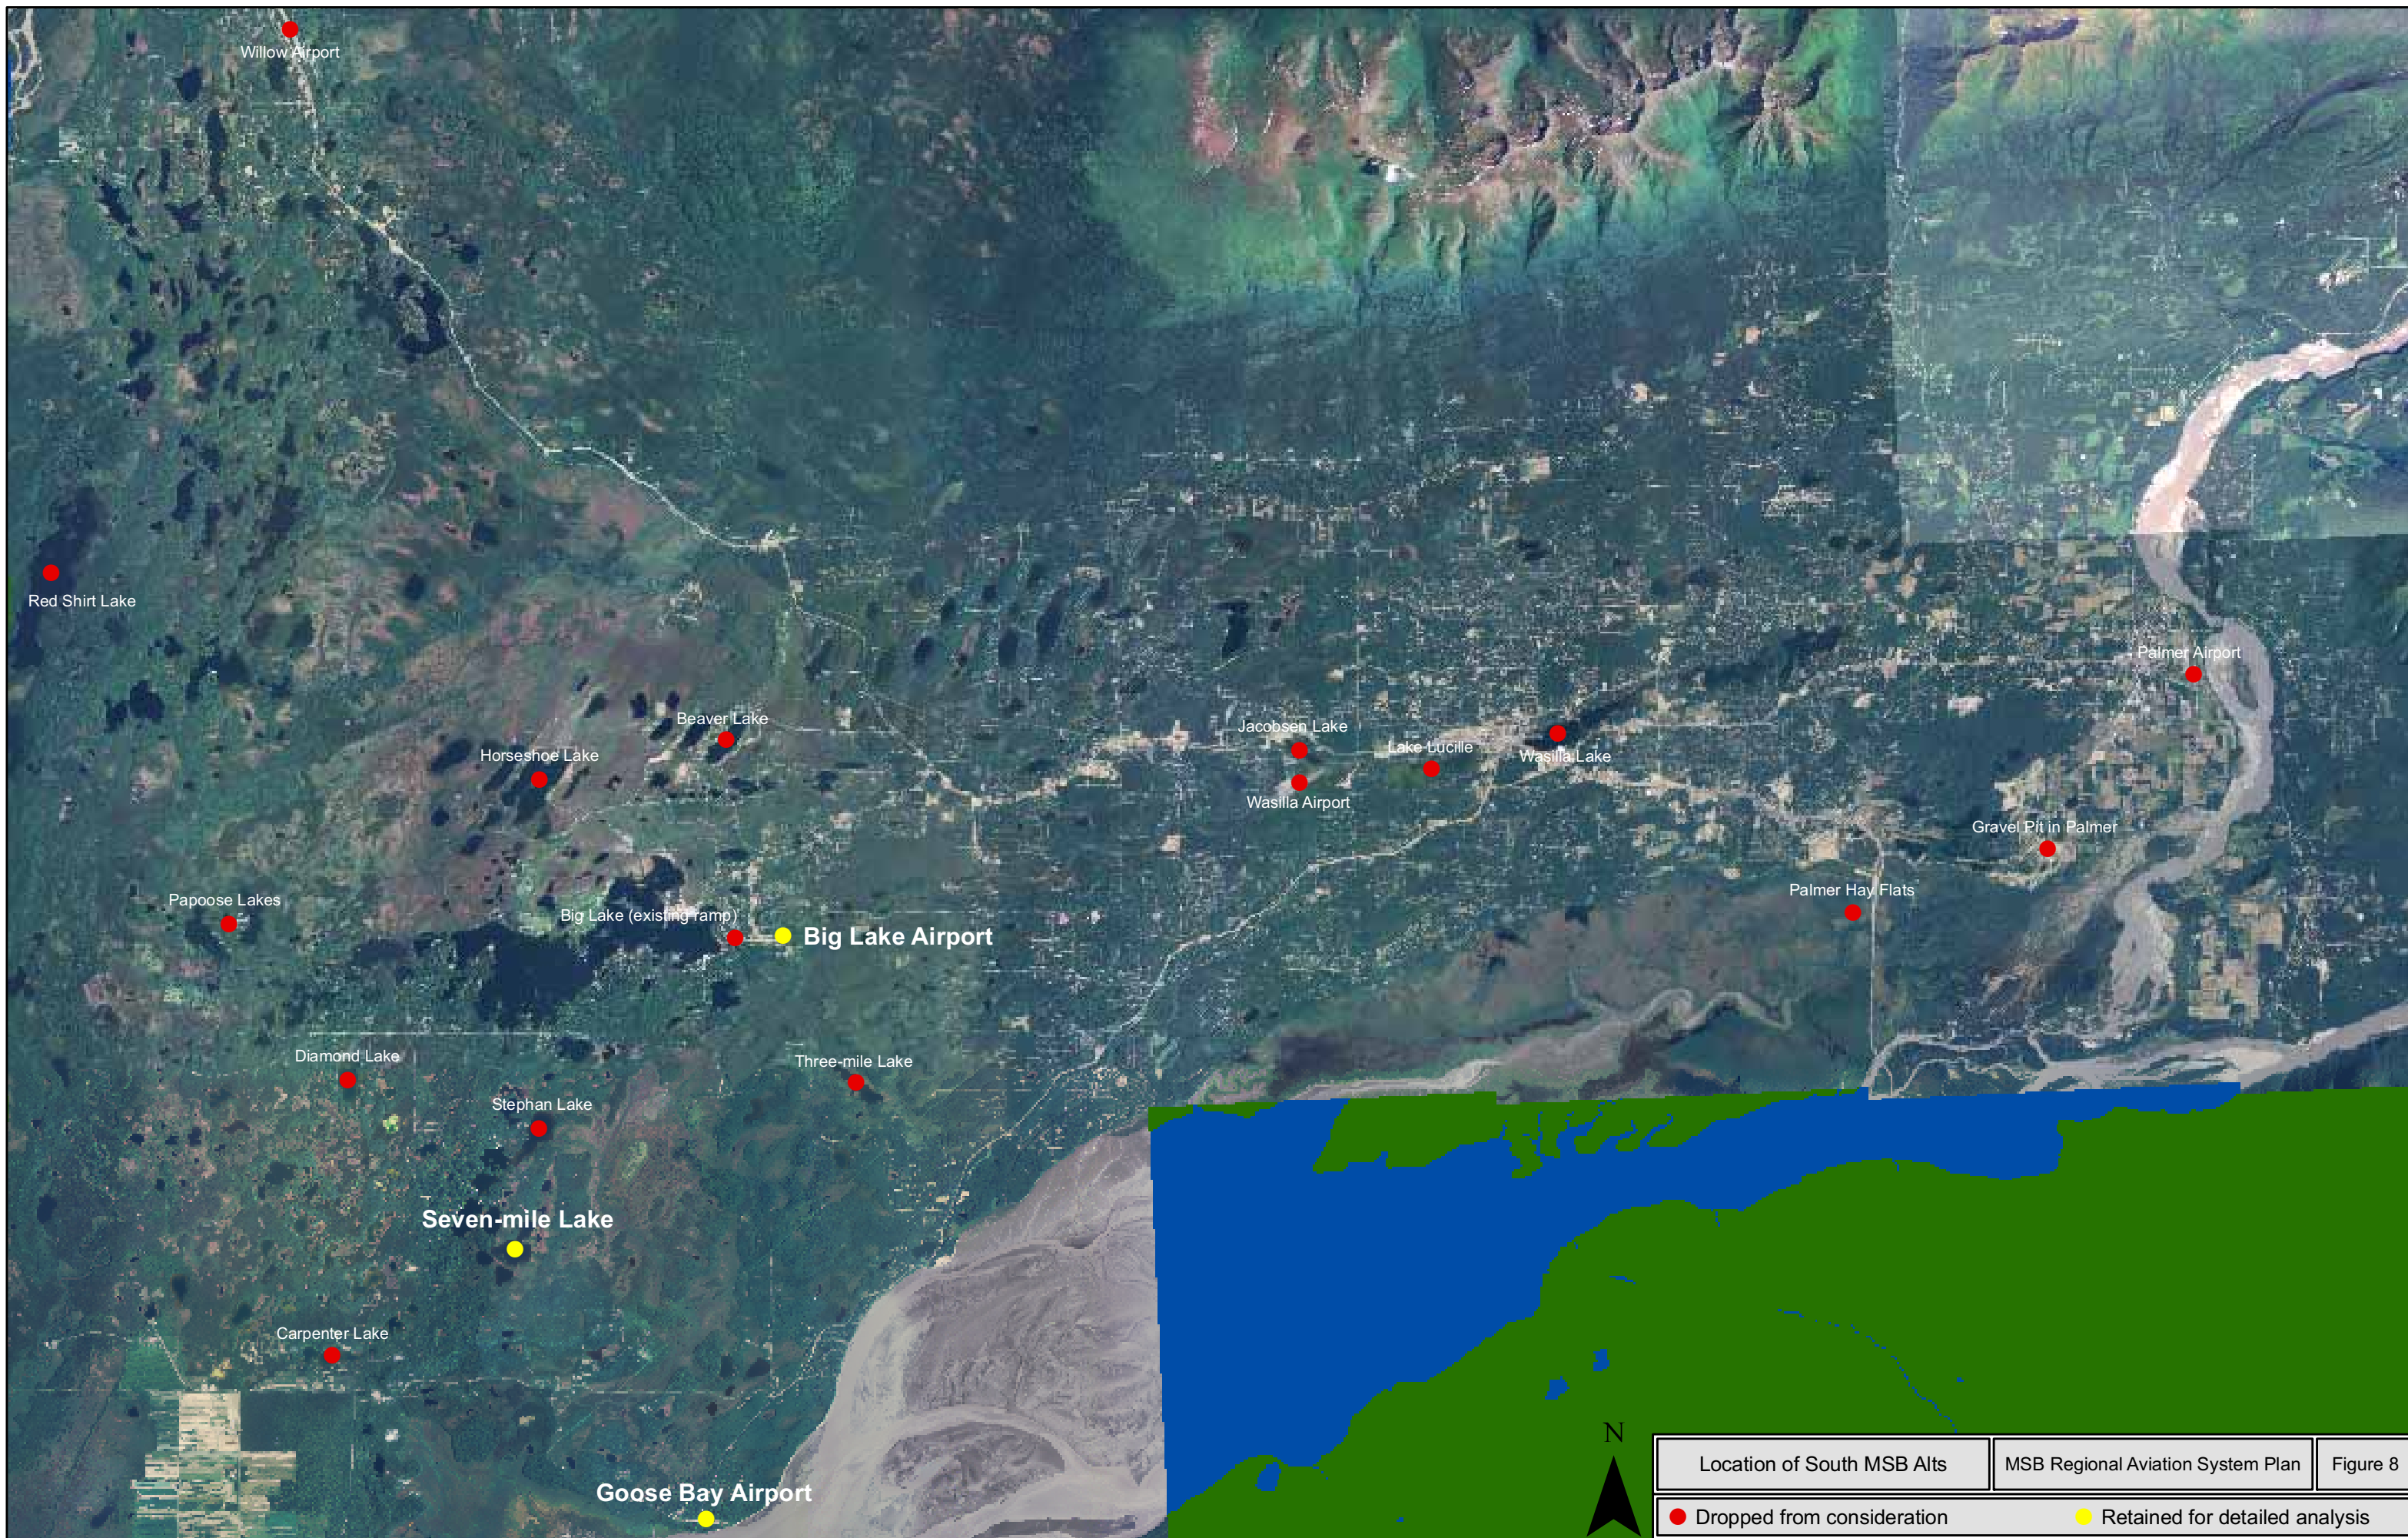 Willow Airport
Red Shirt Lake
Palmer Airport
Beaver Lake
Jacobsen Lake
Horseshoe Lake
Lake Lucille
Wasilla Lake
Wasilla Airport
Gravel Pit in Palmer
Palmer Hay Flats
Papoose Lakes
Big Lake (existing ramp)
Big Lake Airport
Diamond Lake
Three-mile Lake
Stephan Lake
Seven-mile Lake
Carpenter Lake
Goose Bay Airport
N
Location of South MSB Alts
MSB Regional Aviation System Plan
Figure 8
Dropped from consideration
Retained for detailed analysis